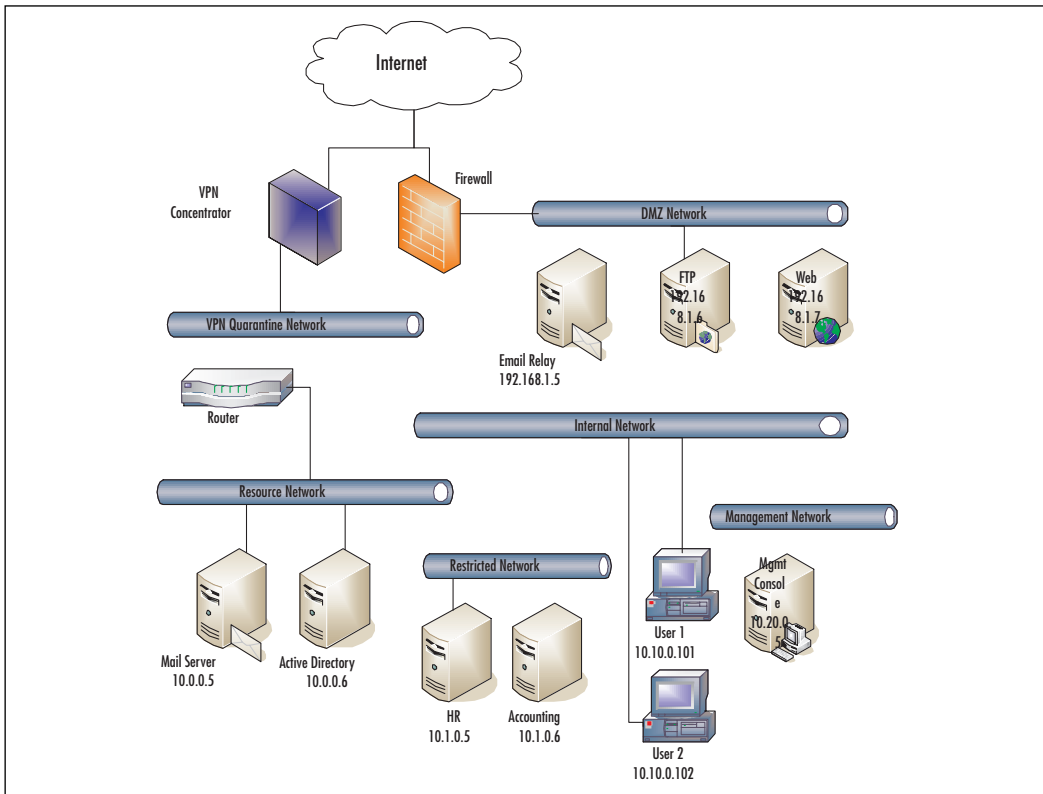 Internet
VPN
Concentrator
Firewall
DMZ Network
FTP
192.16
8.1.6
Web
192.16
8.1.7
VPN Quarantine Network
Email Relay
192.168.1.5
Router
Internal Network
Resource Network
Management Network
Restricted Network
Mgmt
Consol
e
10.20.0
.5
User 1
10.10.0.101
Mail Server
10.0.0.5
Active Directory
10.0.0.6
HR
10.1.0.5
Accounting
10.1.0.6
User 2
10.10.0.102